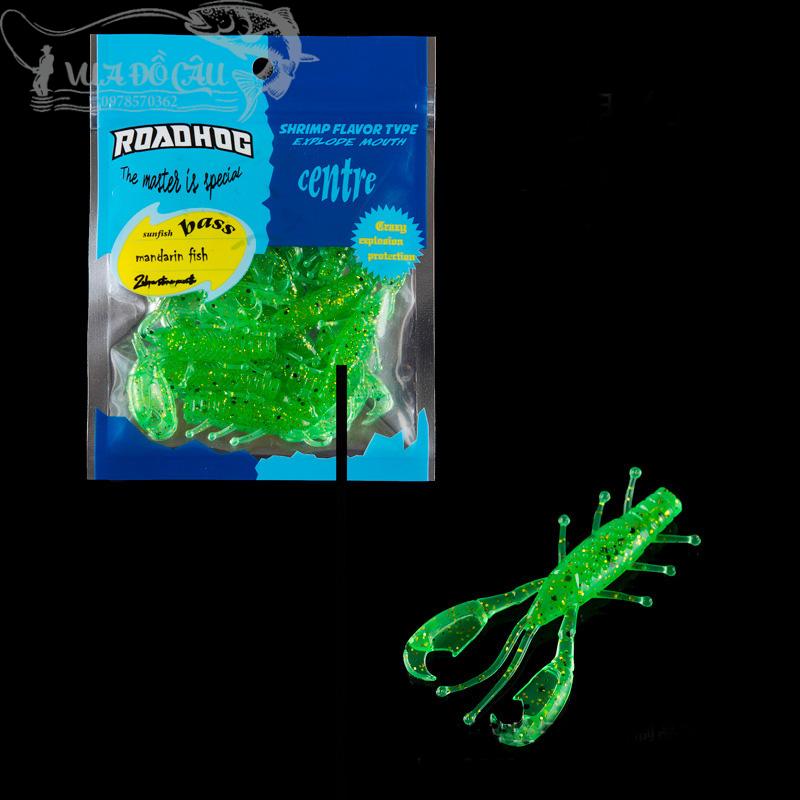 VUA ĐỒ CÂU
0978570362
ROADHOG
The master is special
SHRIMP FLAVOR TYPE
EXPLODE MOUTH
centre
sunfish bass
mandarin fish
Crazy
explosion
protection